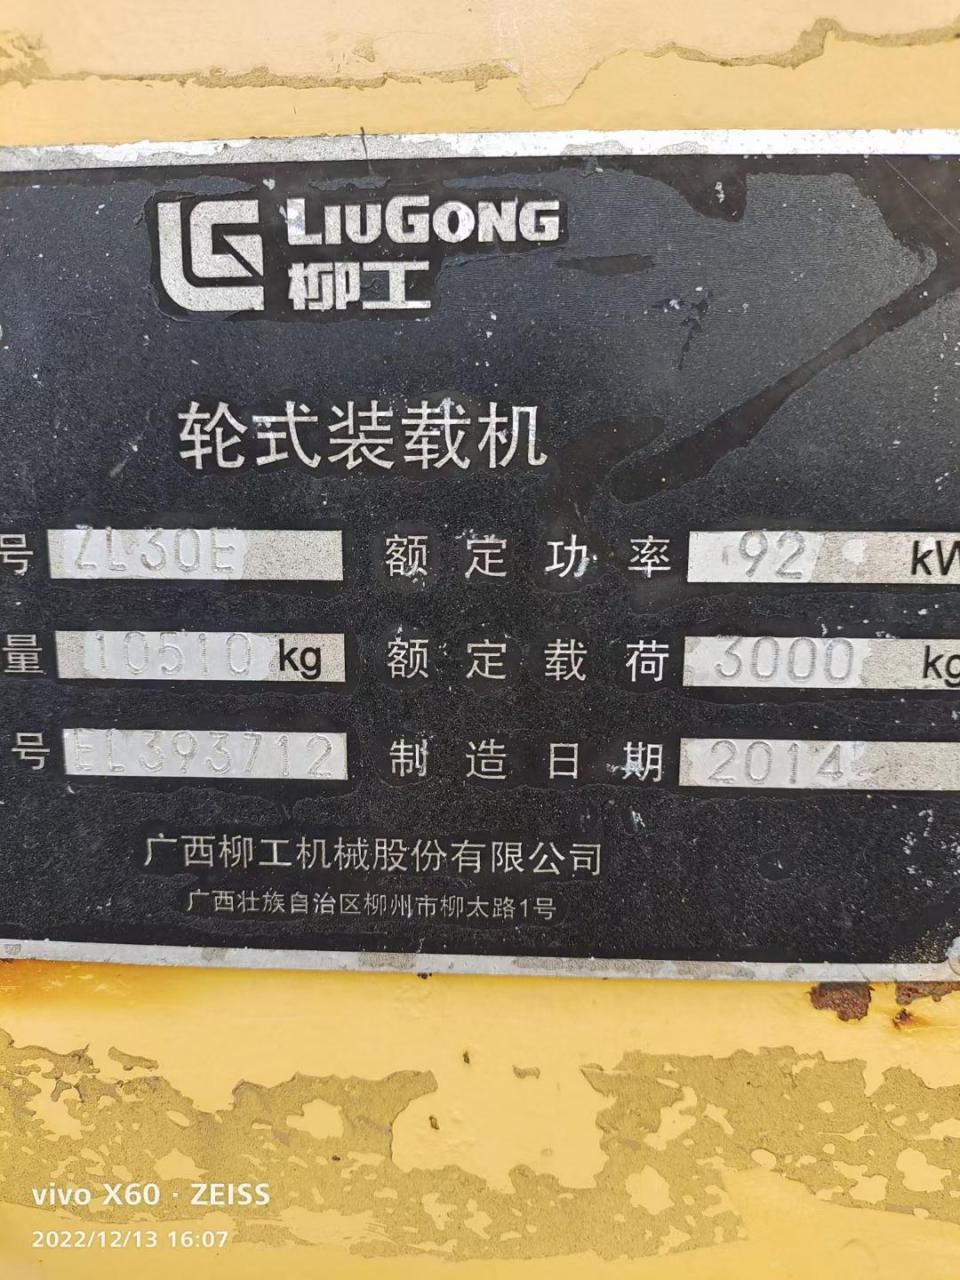 LIUGONG
柳工
轮式装载机
号 ZL30E 额定功率 92 kW
量 10510 kg 额定载荷 3000 kg
号 EL393712 制造日期 2014
广西柳工机械股份有限公司
广西壮族自治区柳州市柳太路1号
vivo X60 · ZEISS
2022/12/13 16:07